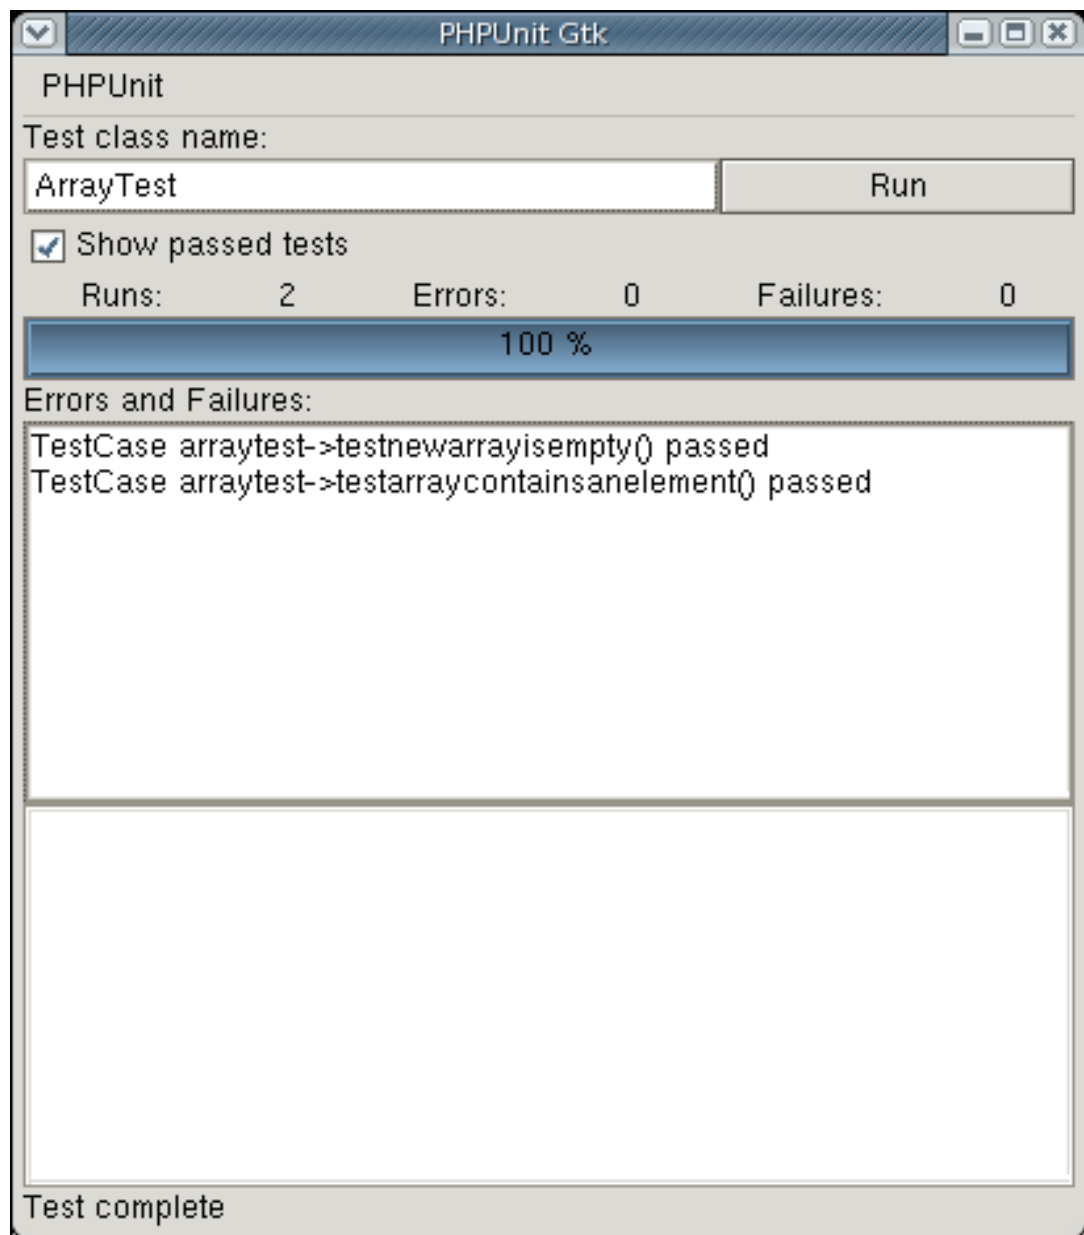 PHPUnit Gtk
PHPUnit
Test class name:
ArrayTest Run
Show passed tests
Runs: 2 Errors: 0 Failures: 0
100 %
Errors and Failures:
TestCase arraytest->testnewarrayisempty() passed
TestCase arraytest->testarraycontainsanelement() passed
Test complete